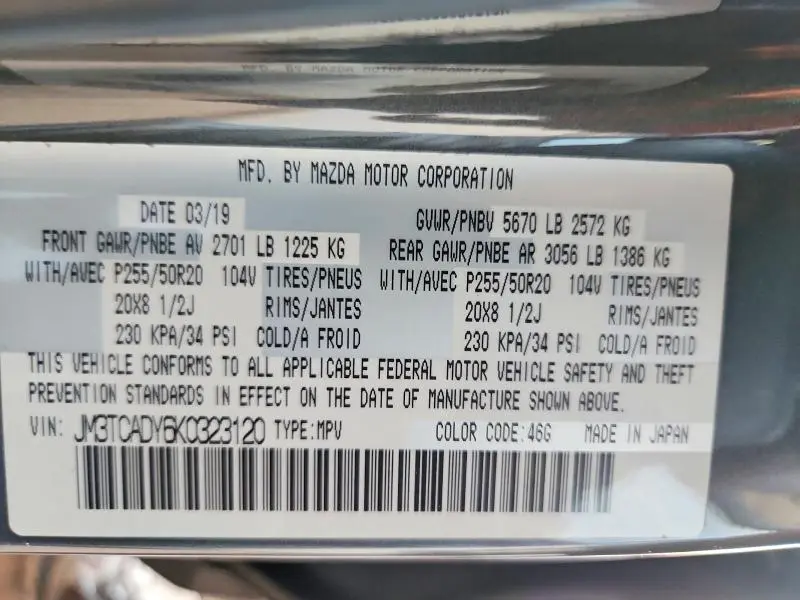 MFD. BY MAZDA MOTOR CORPORATION
MFD. BY MAZDA MOTOR CORPORATION
DATE 03/19 GVWR/PNBV 5670 LB 2572 KG
FRONT GAWR/PNBE AV 2701 LB 1225 KG REAR GAWR/PNBE AR 3056 LB 1386 KG
WITH/AVEC P255/50R20 104V TIRES/PNEUS WITH/AVEC P255/50R20 104V TIRES/PNEUS
20X8 1/2J RIMS/JANTES 20X8 1/2J RIMS/JANTES
230 KPA/34 PSI COLD/A FROID 230 KPA/34 PSI COLD/A FROID
THIS VEHICLE CONFORMS TO ALL APPLICABLE FEDERAL MOTOR VEHICLE SAFETY AND THEFT
PREVENTION STANDARDS IN EFFECT ON THE DATE OF MANUFACTURE SHOWN ABOVE.
VIN: JM3TCADY6K0323120 TYPE:MPV COLOR CODE:46G MADE IN JAPAN